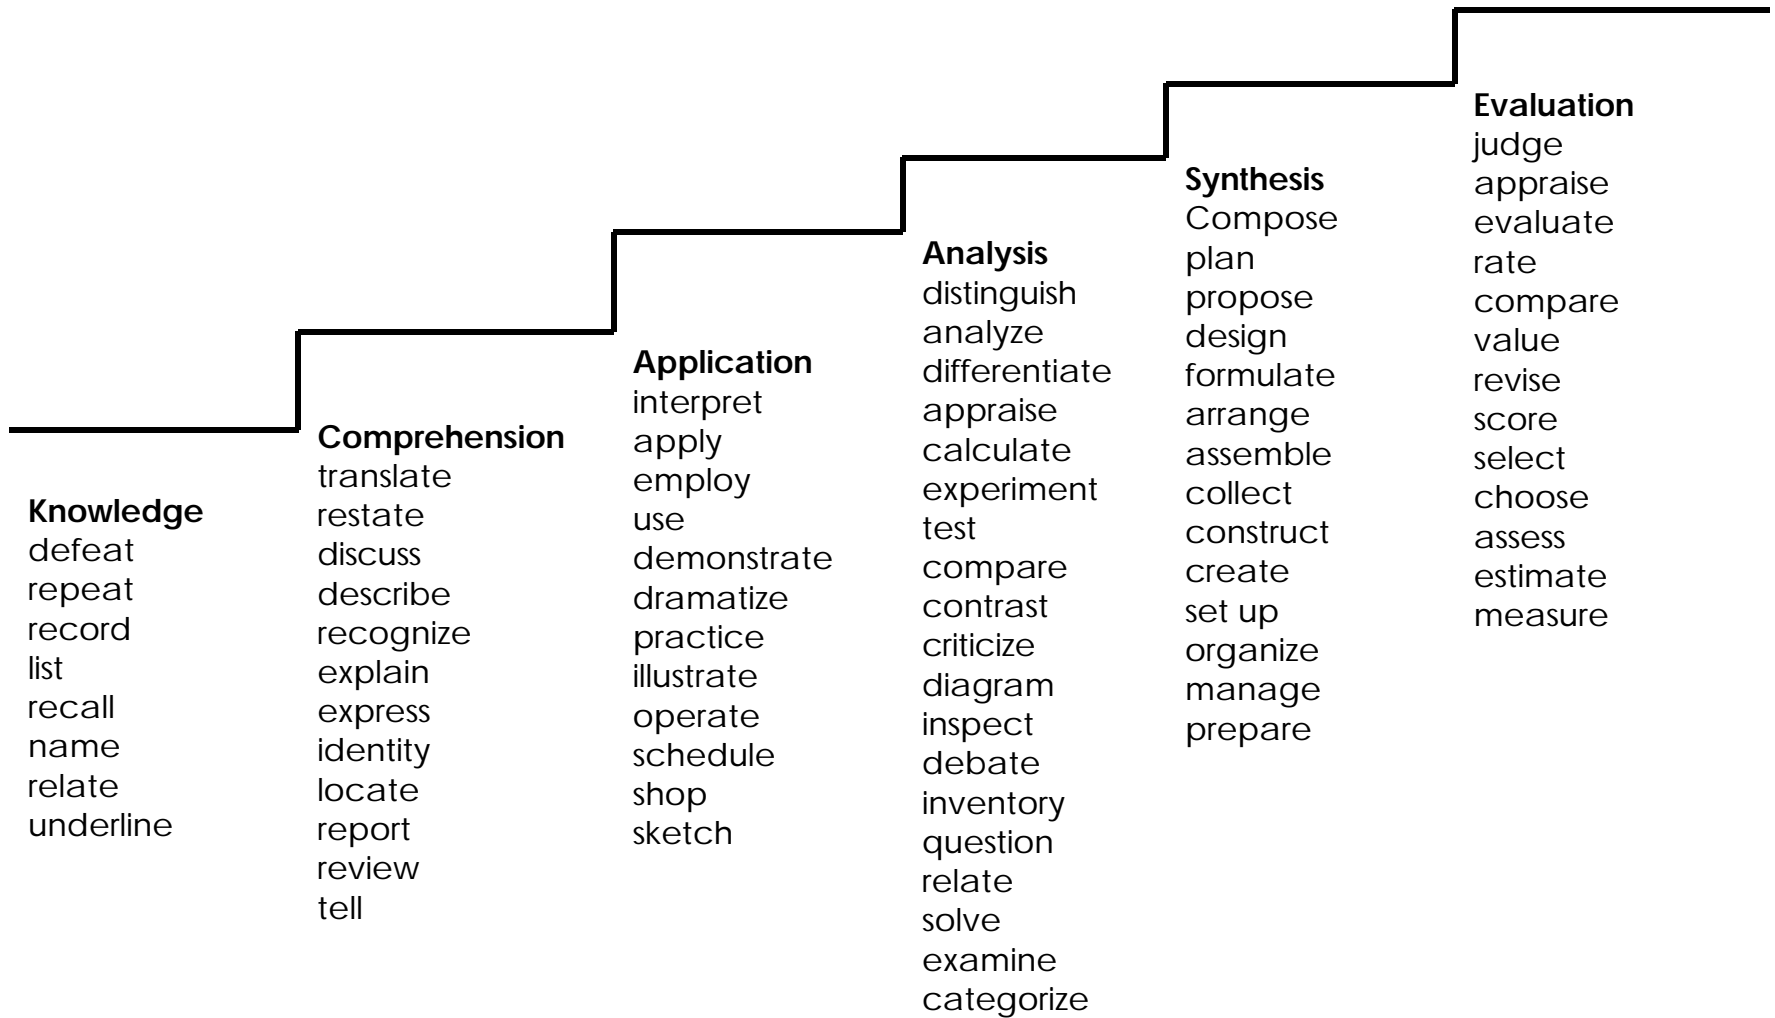 Knowledge
defeat
repeat
record
list
recall
name
relate
underline
Comprehension
translate
restate
discuss
describe
recognize
explain
express
identity
locate
report
review
tell
Application
interpret
apply
employ
use
demonstrate
dramatize
practice
illustrate
operate
schedule
shop
sketch
Analysis
distinguish
analyze
differentiate
appraise
calculate
experiment
test
compare
contrast
criticize
diagram
inspect
debate
inventory
question
relate
solve
examine
categorize
Synthesis
Compose
plan
propose
design
formulate
arrange
assemble
collect
construct
create
set up
organize
manage
prepare
Evaluation
judge
appraise
evaluate
rate
compare
value
revise
score
select
choose
assess
estimate
measure